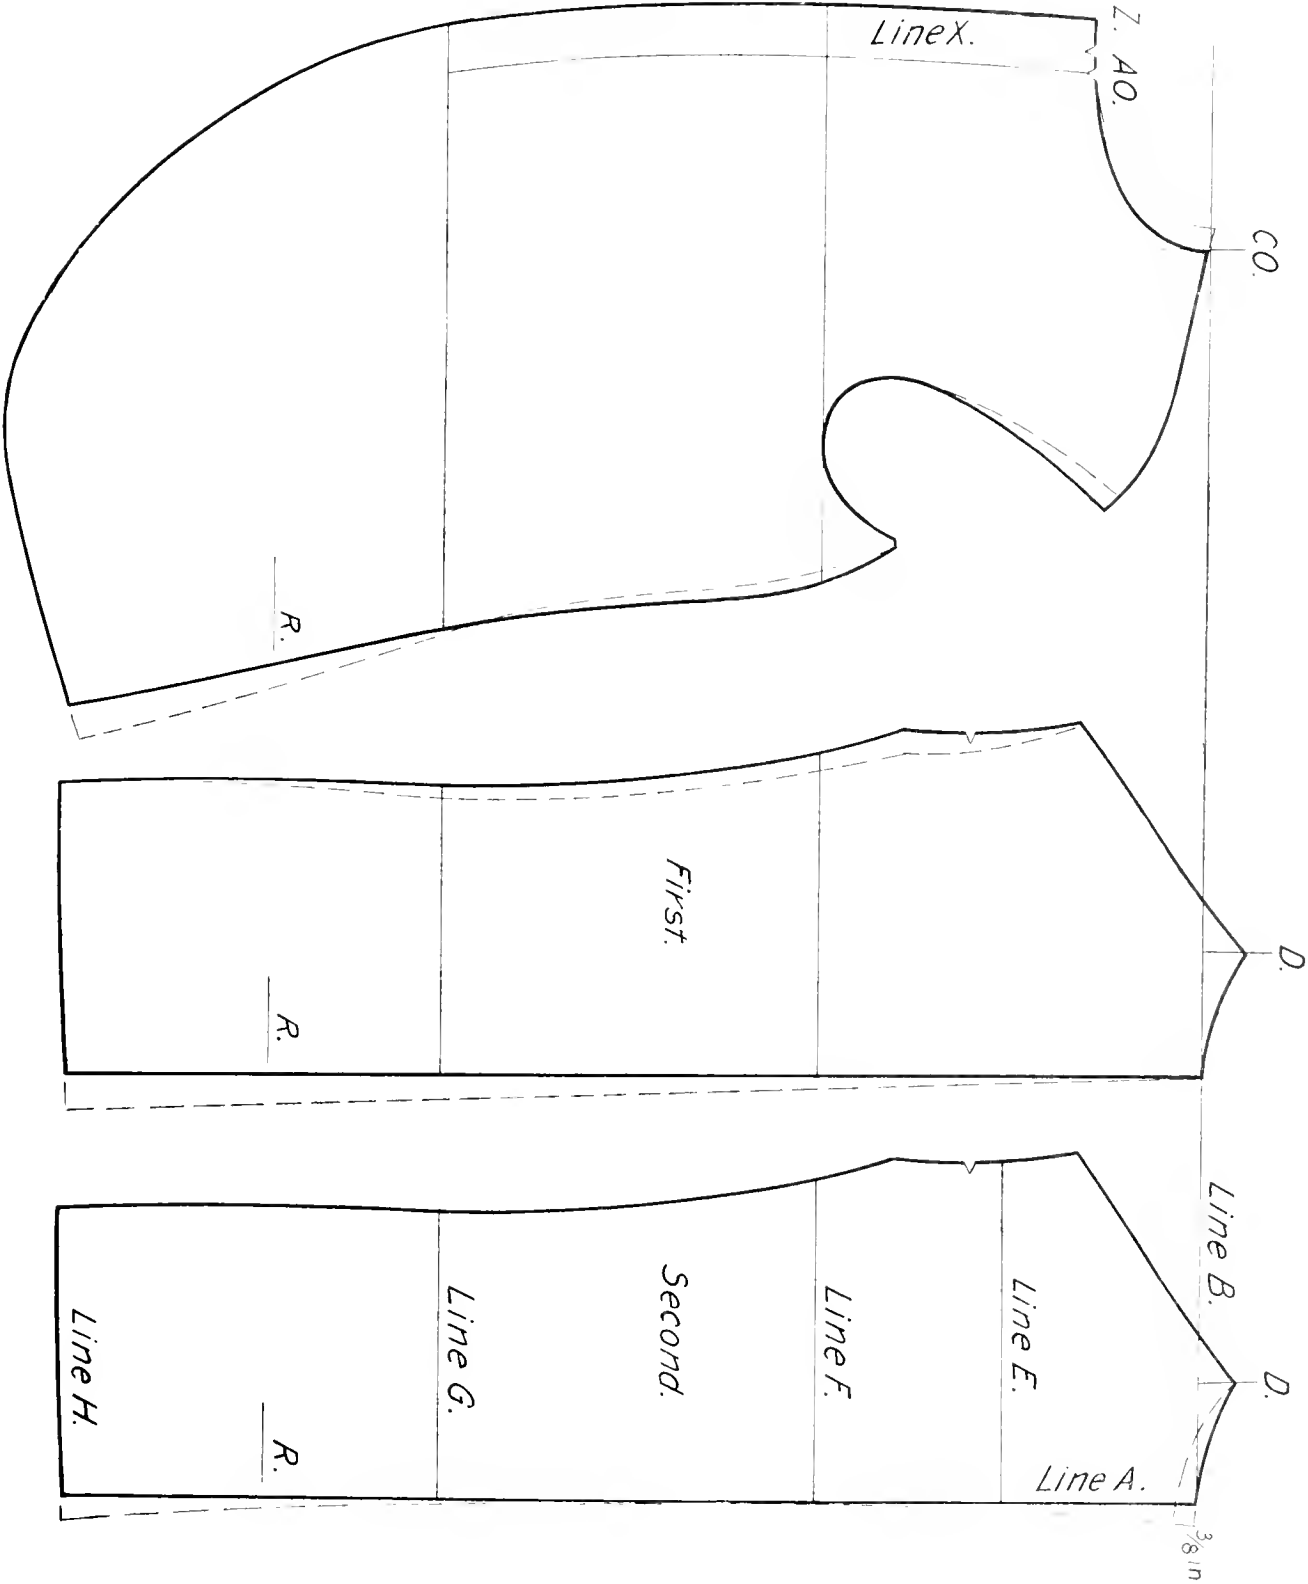 Z.
AO.
Line X.
CO.
R.
First.
R.
D.
Line B.
Line E.
Line F.
Second.
Line G.
Line H.
R.
D.
Line A.
3/8 in